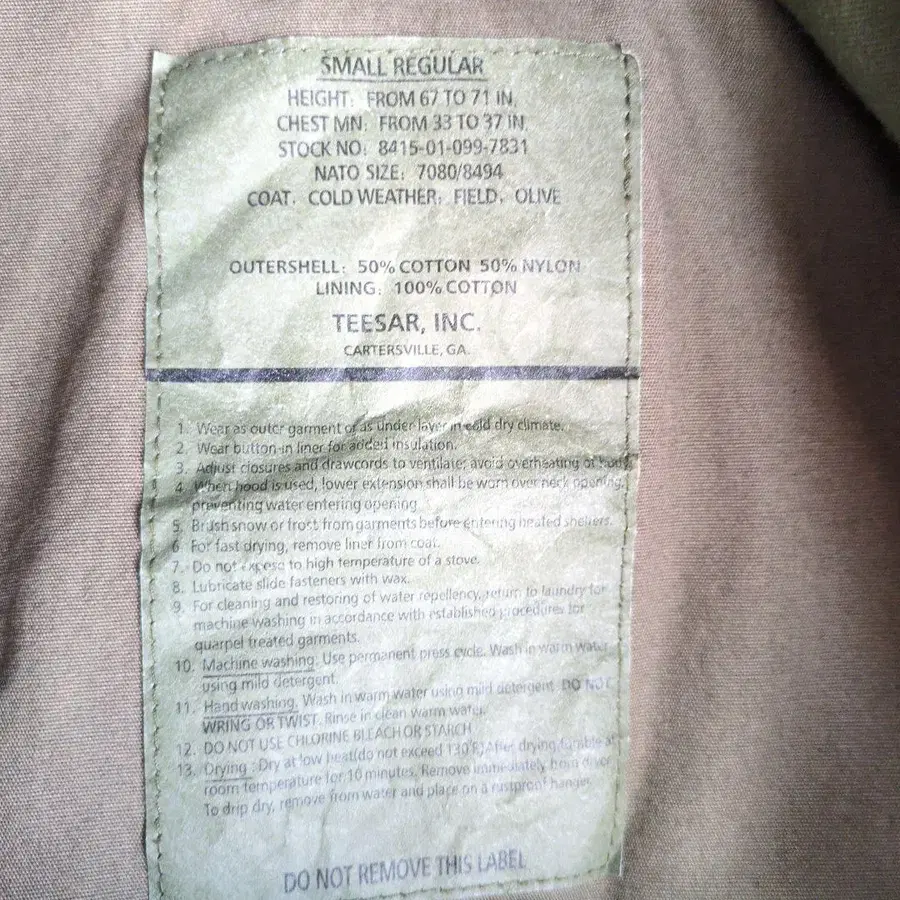 SMALL REGULAR
HEIGHT: FROM 67 TO 71 IN.
CHEST MN: FROM 33 TO 37 IN.
STOCK NO: 8415-01-099-7831
NATO SIZE: 7080/8494
COAT, COLD WEATHER, FIELD, OLIVE
OUTERSHELL: 50% COTTON 50% NYLON
LINING: 100% COTTON
TEESAR, INC.
CARTERSVILLE, GA.
1. Wear as outer garment or as under layer in cold dry climate.
2. Wear button-in liner for added insulation.
3. Adjust closures and drawcords to ventilate; avoid overheating of body.
4. When hood is used, lower extension shall be worn over neck opening,
preventing water entering opening.
5. Brush snow or frost from garments before entering heated shelters.
6. For fast drying, remove liner from coat.
7. Do not expose to high temperature of a stove.
8. Lubricate slide fasteners with wax.
9. For cleaning and restoring of water repellency, return to laundry for
machine washing in accordance with established procedures for
quarpel treated garments.
10. Machine washing: Use permanent press cycle. Wash in warm water
using mild detergent.
11. Hand washing. Wash in warm water using mild detergent. DO NOT
WRING OR TWIST. Rinse in clean warm water.
12. DO NOT USE CHLORINE BLEACH OR STARCH
13. Drying: Dry at low heat(do not exceed 130°F)After drying tumble at
room temperature for 10 minutes. Remove immediately from dryer
To drip dry, remove from water and place on a rustproof hanger.
DO NOT REMOVE THIS LABEL